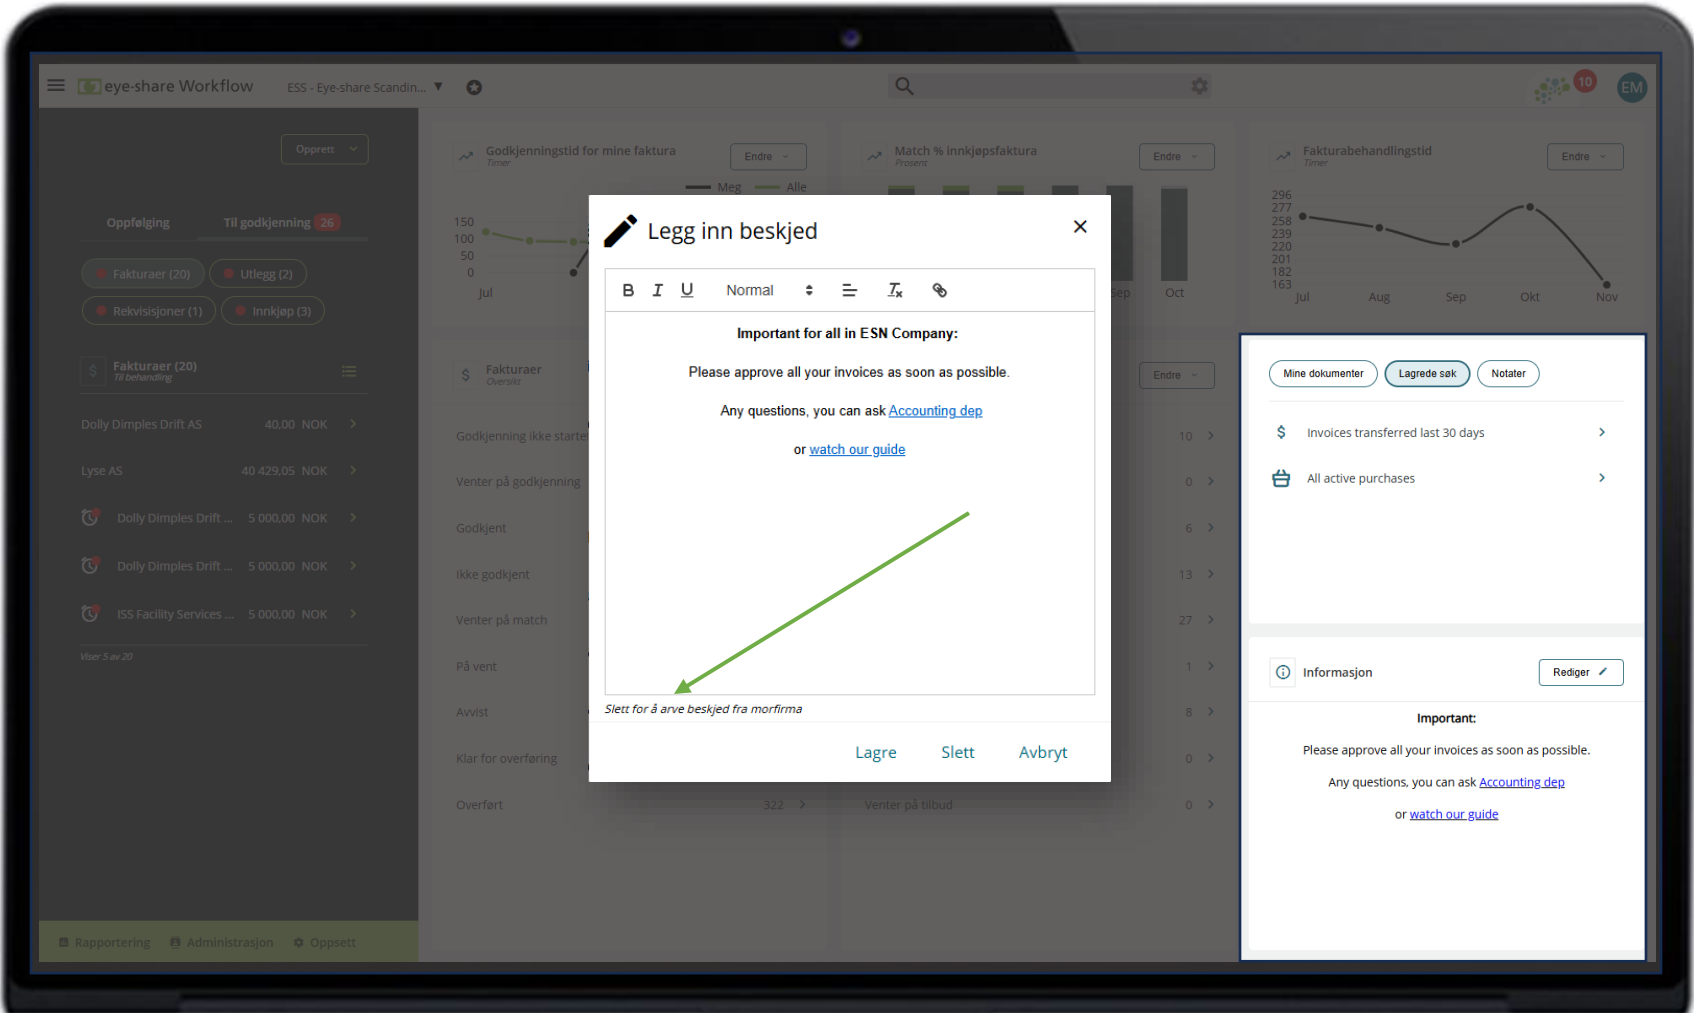 eye-share Workflow
ESS - Eye-share Scandin...
10
EM
Opprett
Oppfølging
Til godkjenning 26
Fakturaer (20)
Utlegg (2)
Rekvisisjoner (1)
Innkjøp (3)
Fakturaer (20)
Til behandling
Dolly Dimples Drift AS 40,00 NOK
Lyse AS 40 429,05 NOK
Dolly Dimples Drift ... 5 000,00 NOK
Dolly Dimples Drift ... 5 000,00 NOK
ISS Facility Services ... 5 000,00 NOK
Viser 5 av 20
Rapportering
Administrasjon
Oppsett
Godkjenningstid for mine faktura
Timer
Endre
Meg
Alle
150
100
50
0
Jul
Match % innkjøpsfaktura
Prosent
Endre
Sep
Oct
Fakturabehandlingstid
Timer
Endre
296
277
258
239
220
201
182
163
Jul Aug Sep Okt Nov
Fakturaer
Oversikt
Endre
Godkjenning ikke starte
Venter på godkjenning
Godkjent
Ikke godkjent
Venter på match
På vent
Avvist
Klar for overføring
Overført 322
10
0
6
13
27
1
8
0
Venter på tilbud 0
Legg inn beskjed
B I U Normal
Important for all in ESN Company:
Please approve all your invoices as soon as possible.
Any questions, you can ask Accounting dep
or watch our guide
Slett for å arve beskjed fra morfirma
Lagre
Slett
Avbryt
Mine dokumenter
Lagrede søk
Notater
$ Invoices transferred last 30 days
All active purchases
Informasjon
Rediger
Important:
Please approve all your invoices as soon as possible.
Any questions, you can ask Accounting dep
or watch our guide